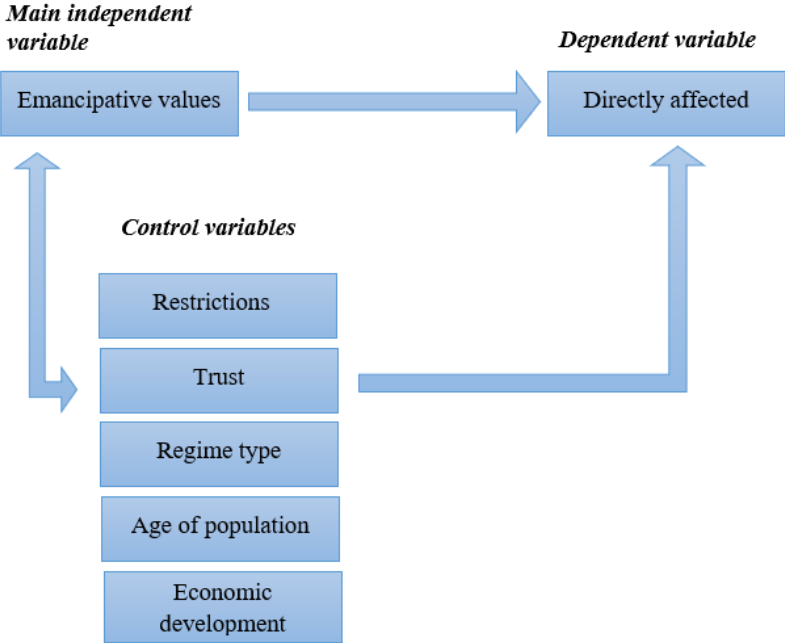 Main independent
variable
Dependent variable
Emancipative values
Directly affected
Control variables
Restrictions
Trust
Regime type
Age of population
Economic
development